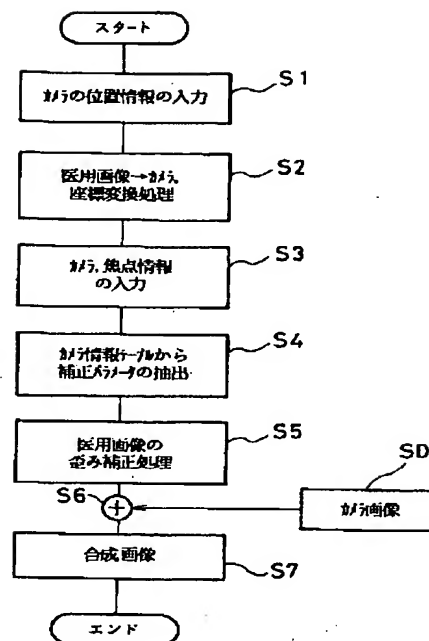 スタート
S1
カメラの位置情報の入力
S2
医用画像→カメラ、
座標変換処理
S3
カメラ、焦点情報
の入力
S4
カメラ情報テーブルから
補正パラメータの抽出
S5
医用画像の
歪み補正処理
S6
+
SD
カメラ画像
合成画像
S7
エンド